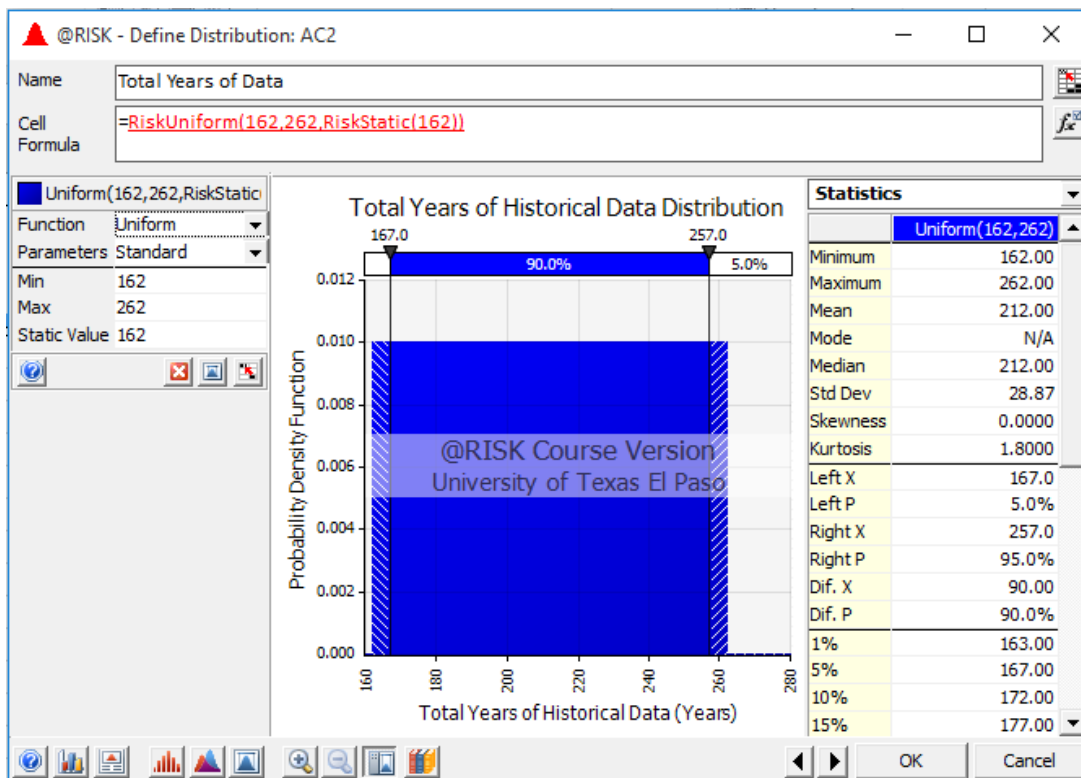 @RISK - Define Distribution: AC2
Name
Total Years of Data
Cell Formula
=RiskUniform(162,262,RiskStatic(162))
Uniform(162,262,RiskStatic(
Function Uniform
Parameters Standard
Min 162
Max 262
Static Value 162
Total Years of Historical Data Distribution
167.0 257.0
90.0% 5.0%
0.012
0.010
0.008
0.006
0.004
0.002
0.000
Probability Density Function
@RISK Course Version
University of Texas El Paso
160 180 200 220 240 260 280
Total Years of Historical Data (Years)
Statistics
Uniform(162,262)
Minimum 162.00
Maximum 262.00
Mean 212.00
Mode N/A
Median 212.00
Std Dev 28.87
Skewness 0.0000
Kurtosis 1.8000
Left X 167.0
Left P 5.0%
Right X 257.0
Right P 95.0%
Dif. X 90.00
Dif. P 90.0%
1% 163.00
5% 167.00
10% 172.00
15% 177.00
OK Cancel